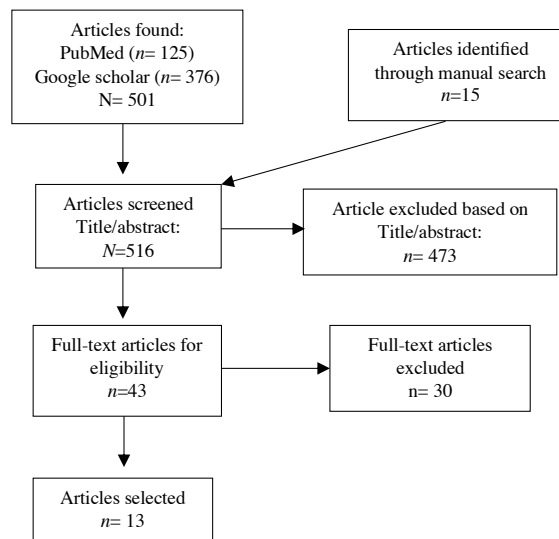 Articles found:
PubMed (n= 125)
Google scholar (n= 376)
N= 501
Articles identified
through manual search
n=15
Articles screened
Title/abstract:
N=516
Article excluded based on
Title/abstract:
n= 473
Full-text articles for
eligibility
n=43
Full-text articles
excluded
n= 30
Articles selected
n= 13